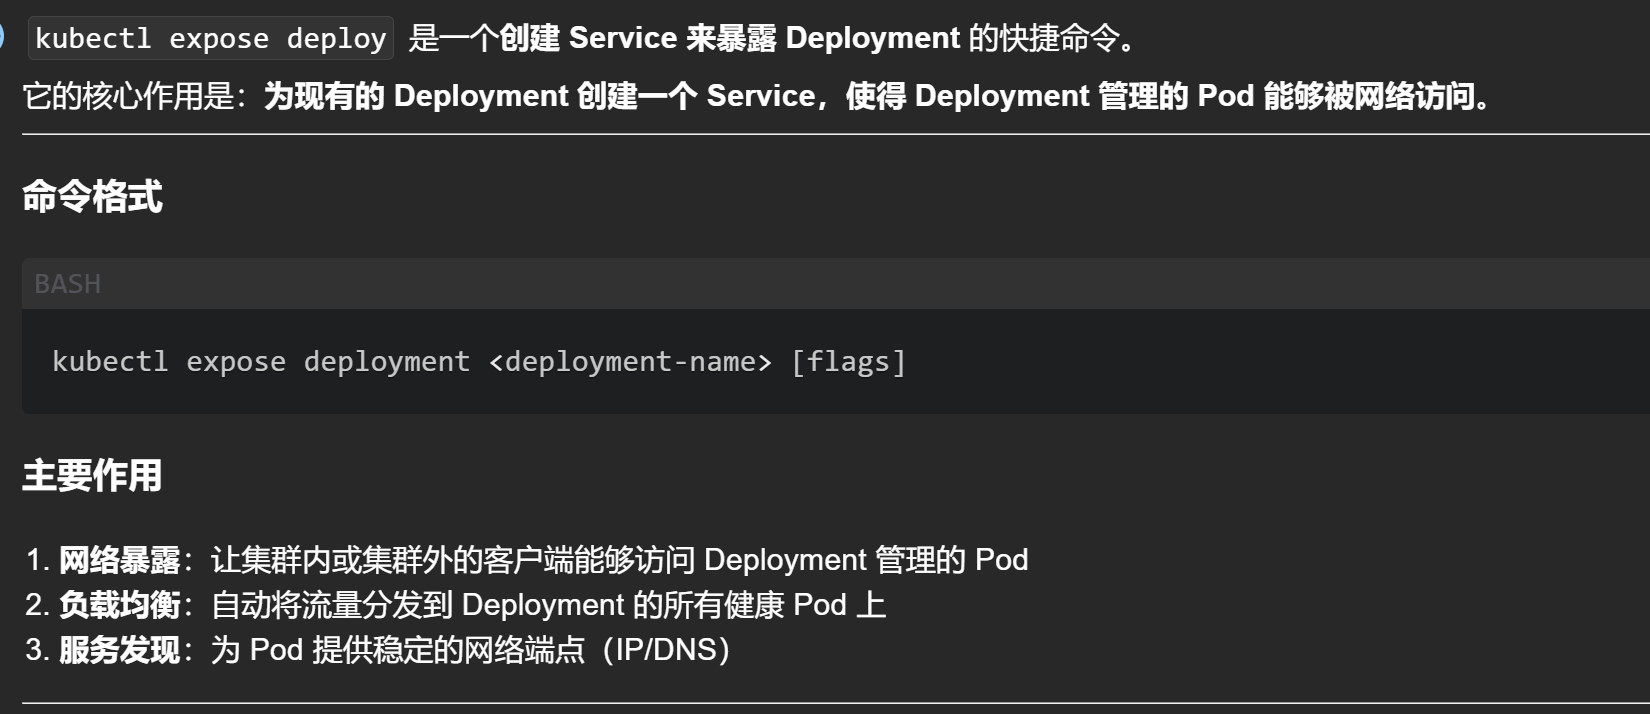 kubectl expose deploy 是一个创建 Service 来暴露 Deployment 的快捷命令。
它的核心作用是：为现有的 Deployment 创建一个 Service，使得 Deployment 管理的 Pod 能够被网络访问。
命令格式
BASH
kubectl expose deployment <deployment-name> [flags]
主要作用
1. 网络暴露：让集群内或集群外的客户端能够访问 Deployment 管理的 Pod
2. 负载均衡：自动将流量分发到 Deployment 的所有健康 Pod 上
3. 服务发现：为 Pod 提供稳定的网络端点（IP/DNS）